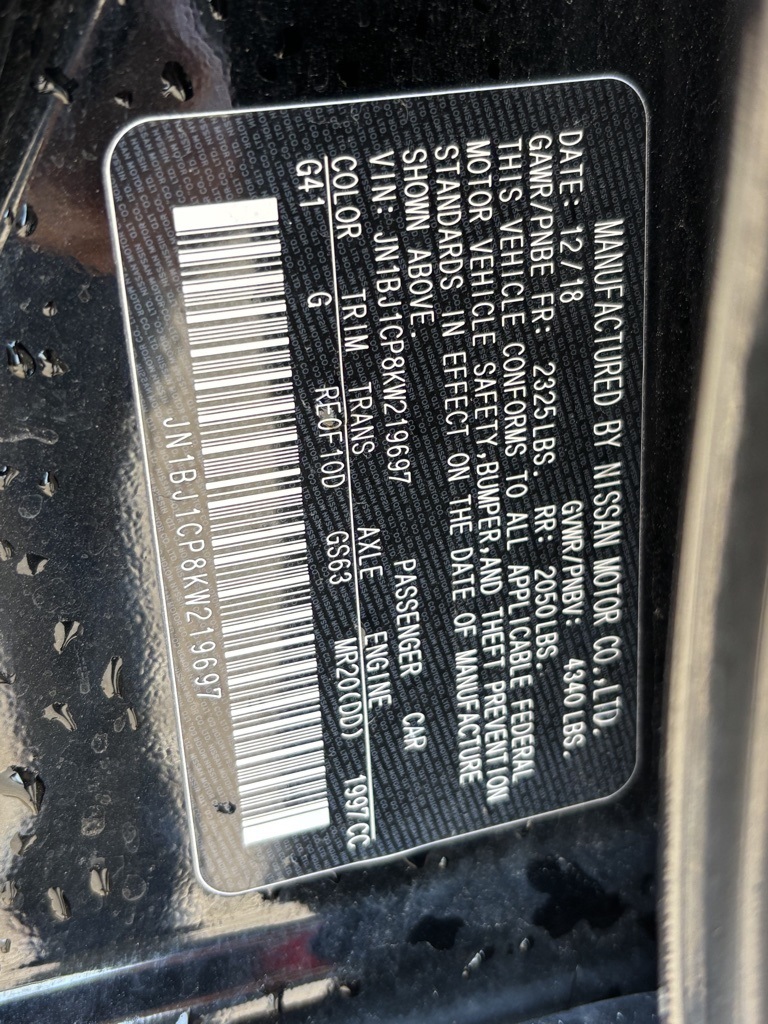 MANUFACTURED BY NISSAN MOTOR CO.,LTD.
DATE: 12/18 GVWR/PNBV: 4340 LBS.
GAWR/PNBE FR: 2325 LBS. RR: 2050 LBS.
THIS VEHICLE CONFORMS TO ALL APPLICABLE FEDERAL
MOTOR VEHICLE SAFETY,BUMPER,AND THEFT PREVENTION
STANDARDS IN EFFECT ON THE DATE OF MANUFACTURE
SHOWN ABOVE.
VIN: JN1BJ1CP8KW219697 PASSENGER CAR
COLOR TRIM TRANS AXLE ENGINE
G41 G RE0F10D GS63 MR20(DD) 1997CC
JN1BJ1CP8KW219697